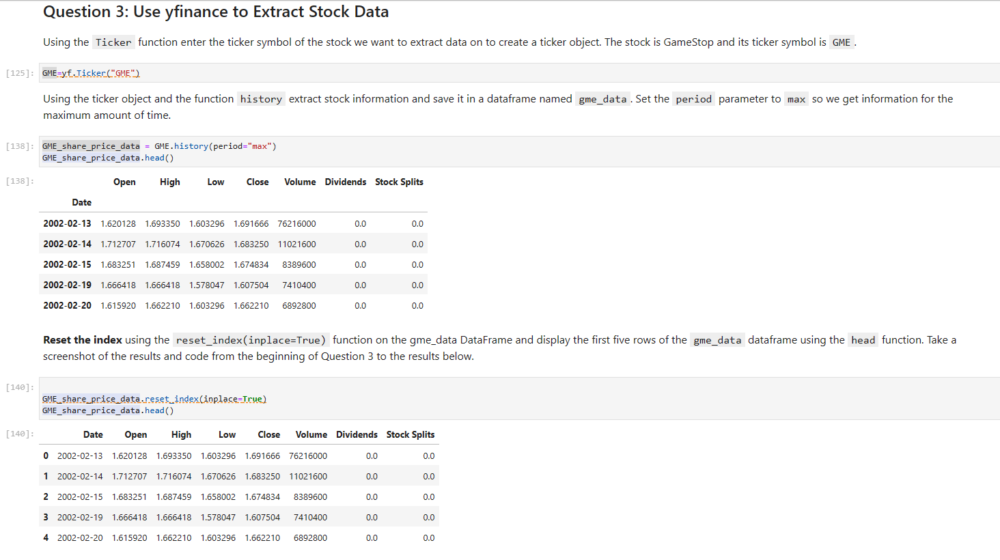 Question 3: Use yfinance to Extract Stock Data
Using the Ticker function enter the ticker symbol of the stock we want to extract data on to create a ticker object. The stock is GameStop and its ticker symbol is GME .
[125]: GME=yf.Ticker("GME")
Using the ticker object and the function history extract stock information and save it in a dataframe named gme_data . Set the period parameter to max so we get information for the
maximum amount of time.
[138]: GME_share_price_data = GME.history(period="max")
GME_share_price_data.head()
[138]: Open High Low Close Volume Dividends Stock Splits
Date
2002-02-13 1.620128 1.693350 1.603296 1.691666 76216000 0.0 0.0
2002-02-14 1.712707 1.716074 1.670626 1.683250 11021600 0.0 0.0
2002-02-15 1.683251 1.687459 1.658002 1.674834 8389600 0.0 0.0
2002-02-19 1.666418 1.666418 1.578047 1.607504 7410400 0.0 0.0
2002-02-20 1.615920 1.662210 1.603296 1.662210 6892800 0.0 0.0
Reset the index using the reset_index(inplace=True) function on the gme_data DataFrame and display the first five rows of the gme_data dataframe using the head function. Take a
screenshot of the results and code from the beginning of Question 3 to the results below.
[140]:
GME_share_price_data.reset_index(inplace=True)
GME_share_price_data.head()
[140]: Date Open High Low Close Volume Dividends Stock Splits
0 2002-02-13 1.620128 1.693350 1.603296 1.691666 76216000 0.0 0.0
1 2002-02-14 1.712707 1.716074 1.670626 1.683250 11021600 0.0 0.0
2 2002-02-15 1.683251 1.687459 1.658002 1.674834 8389600 0.0 0.0
3 2002-02-19 1.666418 1.666418 1.578047 1.607504 7410400 0.0 0.0
4 2002-02-20 1.615920 1.662210 1.603296 1.662210 6892800 0.0 0.0